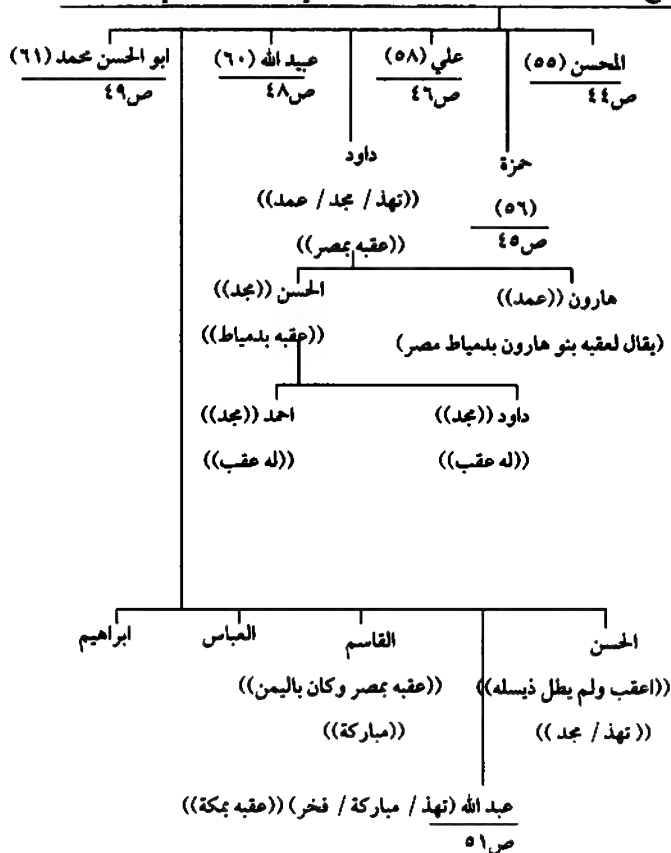 المحسن (٥٥) علي (٥٨) عبيد الله (٦٠) ابو الحسن محمد (٦١)
ص٤٤ ص٤٦ ص٤٨ ص٤٩
حمزة داود
(٥٦) ((تهذ / مجد / عمد))
ص٤٥ ((عقبه بمصر))
هارون ((عمد)) الحسن ((مجد))
(يقال لعقبه بنو هارون بدمياط مصر) ((عقبه بدمياط))
داود ((مجد)) احمد ((مجد))
((له عقب)) ((له عقب))
الحسن القاسم العباس ابراهيم
((اعقب ولم يطل ذيسله)) ((عقبه بمصر وكان باليمن))
((تهذ / مجد)) ((مباركة))
عبد الله (تهذ / مباركة / فخر) ((عقبه بمكة))
ص٥١